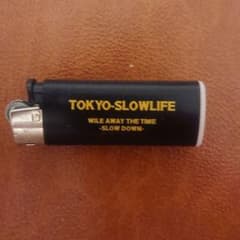 TOKYO-SLOWLIFE
WILE AWAY THE TIME
-SLOW DOWN-